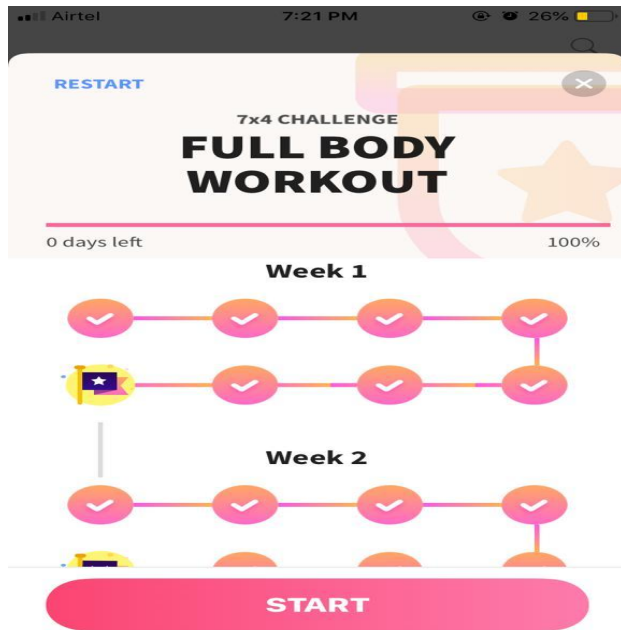 Airtel 7:21 PM 26%
RESTART
7x4 CHALLENGE
FULL BODY
WORKOUT
0 days left 100%
Week 1
Week 2
START